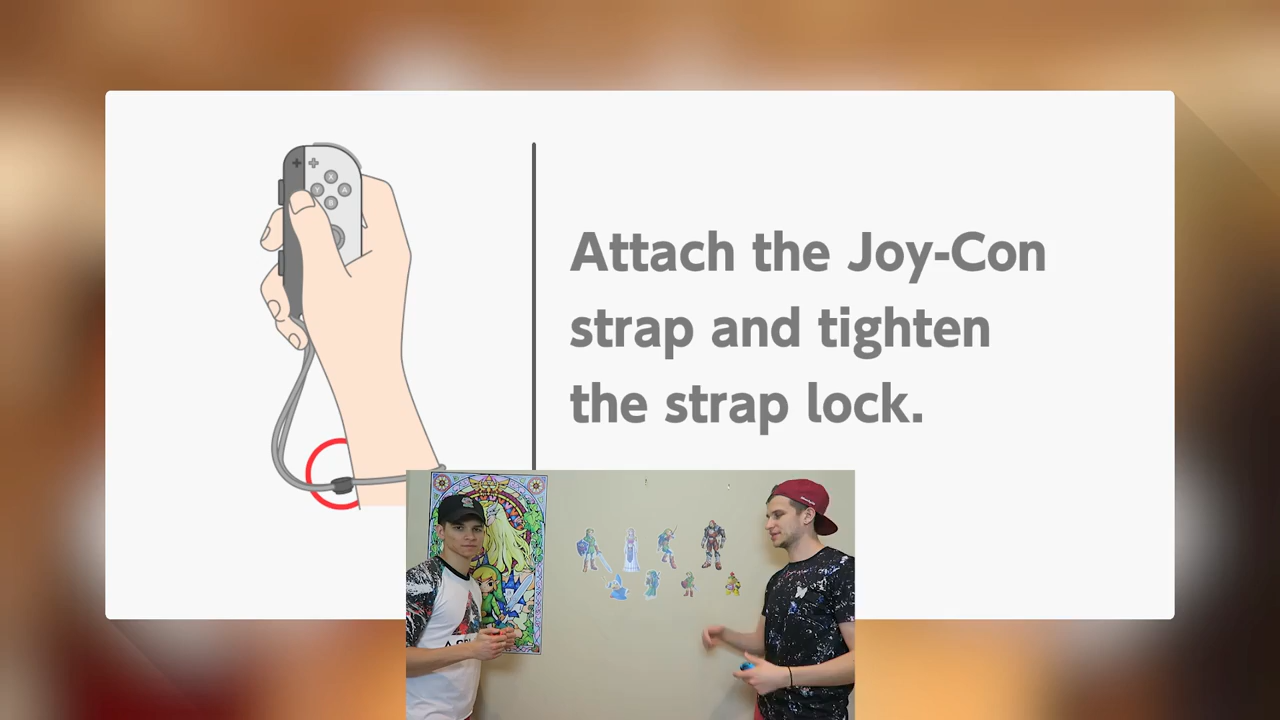 Attach the Joy-Con
strap and tighten
the strap lock.
X
Y
A
B